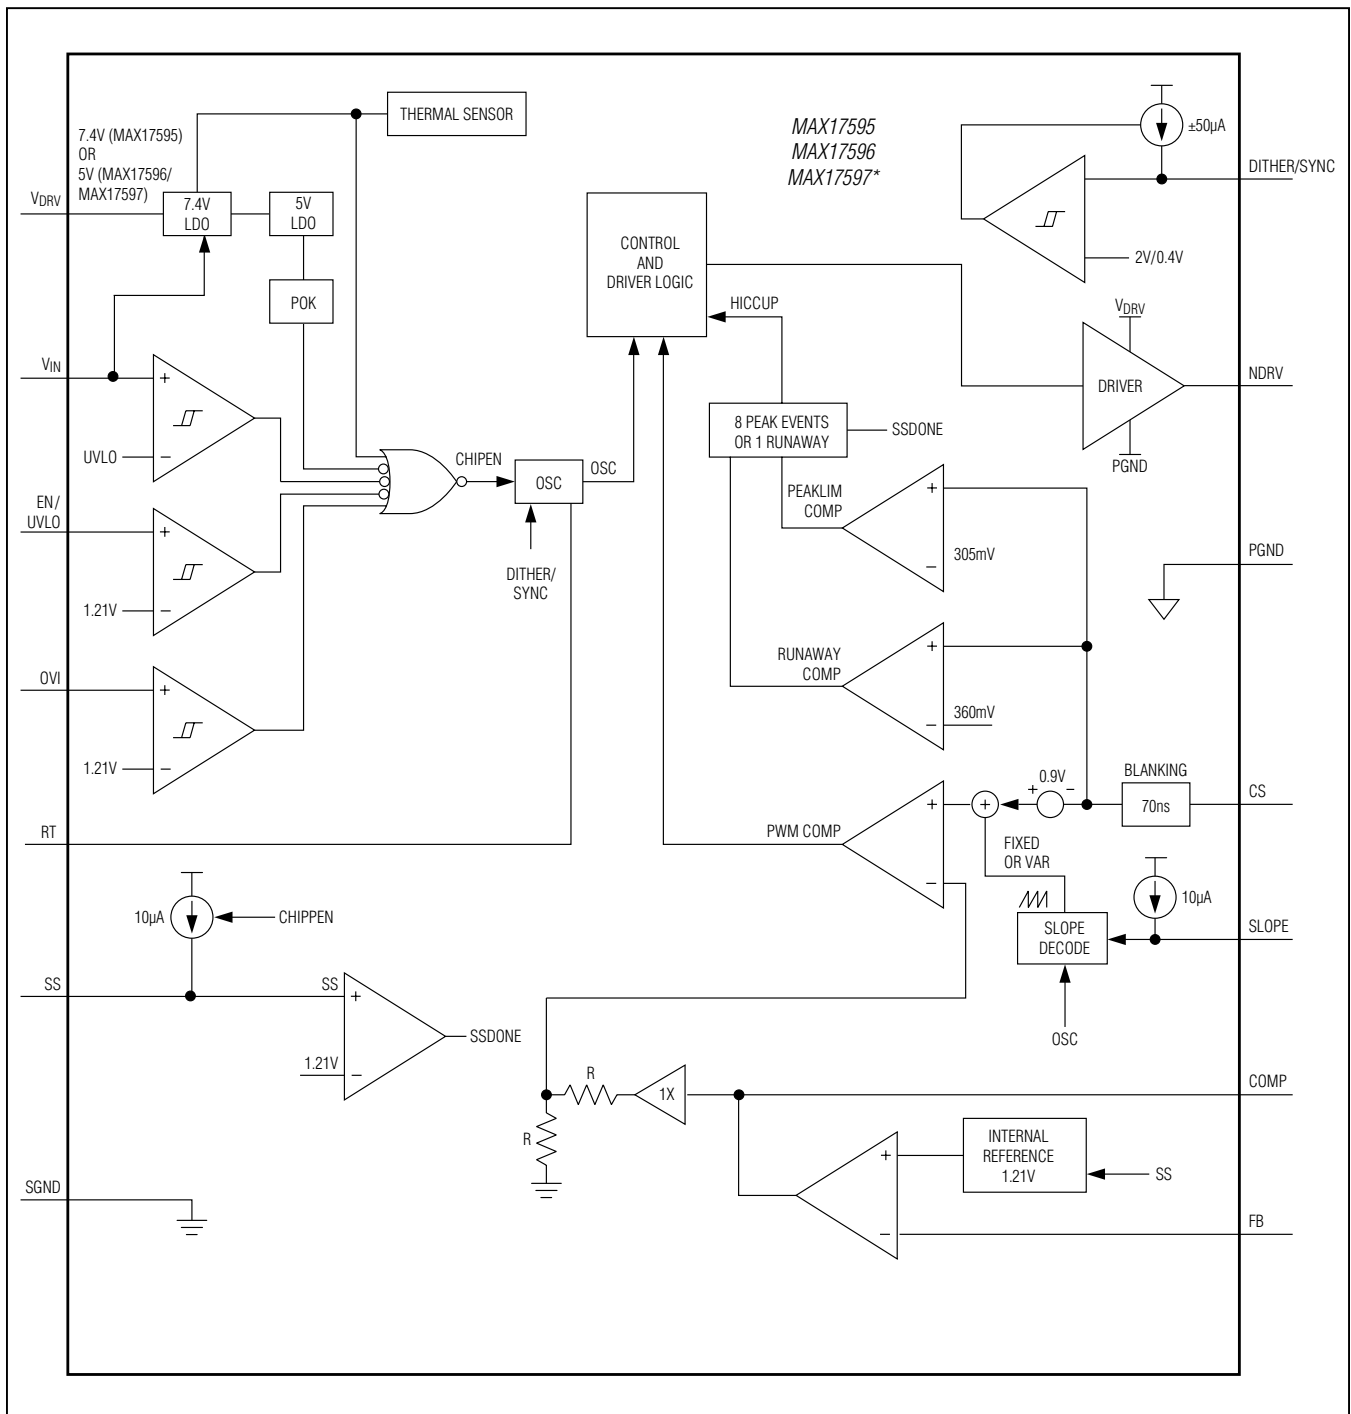 THERMAL SENSOR
7.4V (MAX17595)
OR
5V (MAX17596/
MAX17597)
MAX17595
MAX17596
MAX17597*
±50µA
DITHER/SYNC
VDRV
7.4V
LDO
5V
LDO
2V/0.4V
CONTROL
AND
DRIVER LOGIC
POK
HICCUP
VDRV
DRIVER
NDRV
PGND
VIN
+
UVLO
−
8 PEAK EVENTS
OR 1 RUNAWAY
SSDONE
CHIPEN
OSC
OSC
DITHER/
SYNC
PEAKLIM
COMP
+
305mV
−
EN/
UVLO
+
1.21V
−
PGND
RUNAWAY
COMP
+
360mV
−
OVI
+
1.21V
−
BLANKING
70ns
CS
0.9V
+
−
+
PWM COMP
+
−
FIXED
OR VAR
RT
10µA
CHIPPEN
10µA
SLOPE
DECODE
SLOPE
OSC
SS
SS
+
1.21V
−
SSDONE
R
1X
COMP
R
INTERNAL
REFERENCE
1.21V
SS
+
−
FB
SGND